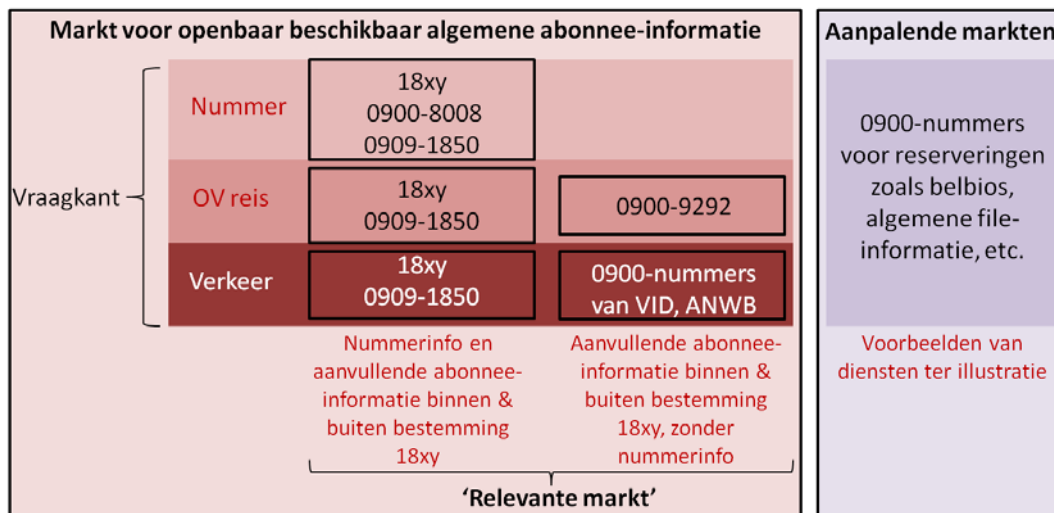 Markt voor openbaar beschikbaar algemene abonnee-informatie
Vraagkant
Nummer
18xy
0900-8008
0909-1850
OV reis
18xy
0909-1850
0900-9292
Verkeer
18xy
0909-1850
0900-nummers
van VID, ANWB
Nummerinfo en
aanvullende abonnee-
informatie binnen &
buiten bestemming
18xy
Aanvullende abonnee-
informatie binnen &
buiten bestemming
18xy, zonder
nummerinfo
‘Relevante markt’
Aanpalende markten
0900-nummers
voor reserveringen
zoals belbios,
algemene file-
informatie, etc.
Voorbeelden van
diensten ter illustratie